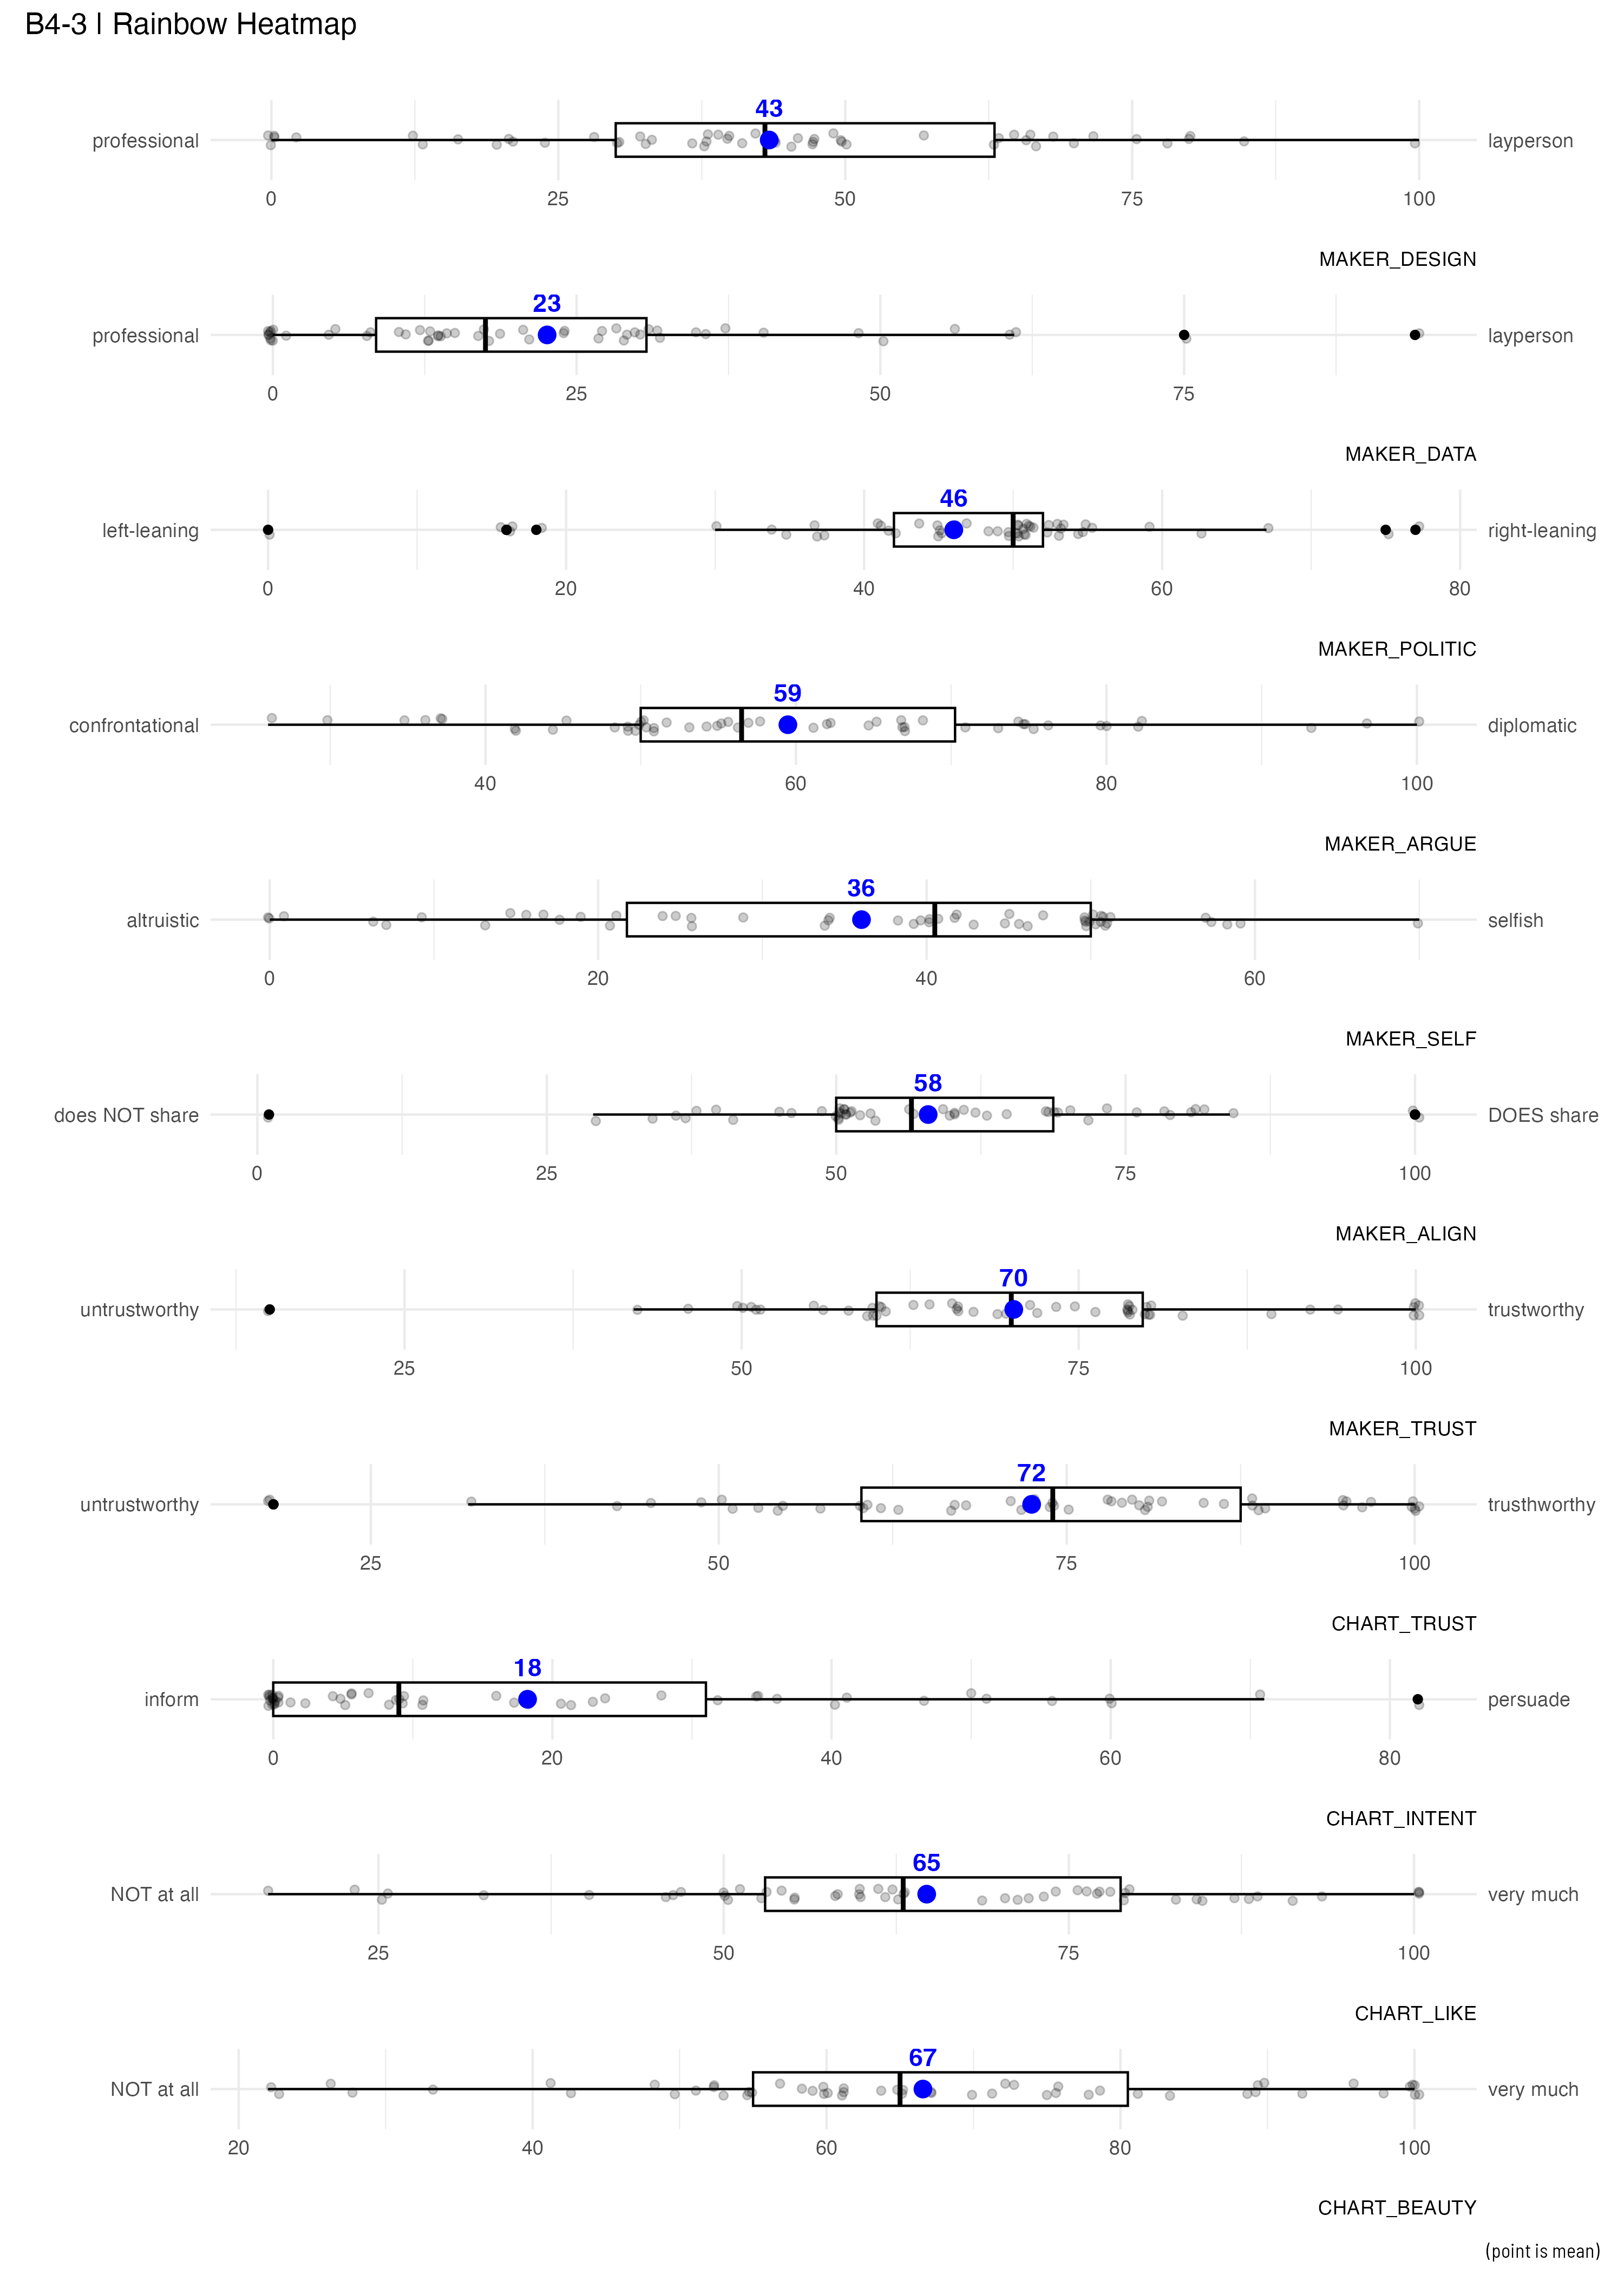 B4-3 | Rainbow Heatmap
43
professional layperson
0 25 50 75 100
MAKER_DESIGN
23
professional layperson
0 25 50 75
MAKER_DATA
46
left-leaning right-leaning
0 20 40 60 80
MAKER_POLITIC
59
confrontational diplomatic
40 60 80 100
MAKER_ARGUE
36
altruistic selfish
0 20 40 60
MAKER_SELF
58
does NOT share DOES share
0 25 50 75 100
MAKER_ALIGN
70
untrustworthy trustworthy
25 50 75 100
MAKER_TRUST
72
untrustworthy trusthworthy
25 50 75 100
CHART_TRUST
18
inform persuade
0 20 40 60 80
CHART_INTENT
65
NOT at all very much
25 50 75 100
CHART_LIKE
67
NOT at all very much
20 40 60 80 100
CHART_BEAUTY
(point is mean)